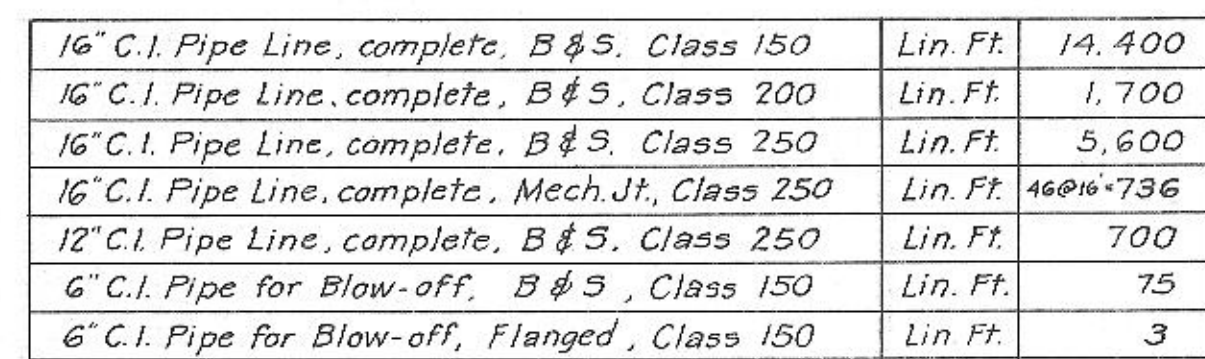 16" C.I. Pipe Line, complete, B & S. Class 150 Lin. Ft. 14,400
16" C.I. Pipe Line, complete, B & S, Class 200 Lin. Ft. 1,700
16" C.I. Pipe Line, complete, B & S. Class 250 Lin. Ft. 5,600
16" C.I. Pipe Line, complete, Mech. Jt., Class 250 Lin. Ft. 46@16'=736
12" C.I. Pipe Line, complete, B & S. Class 250 Lin. Ft. 700
6" C.I. Pipe for Blow-off, B & S, Class 150 Lin. Ft. 75
6" C.I. Pipe for Blow-off, Flanged, Class 150 Lin. Ft. 3